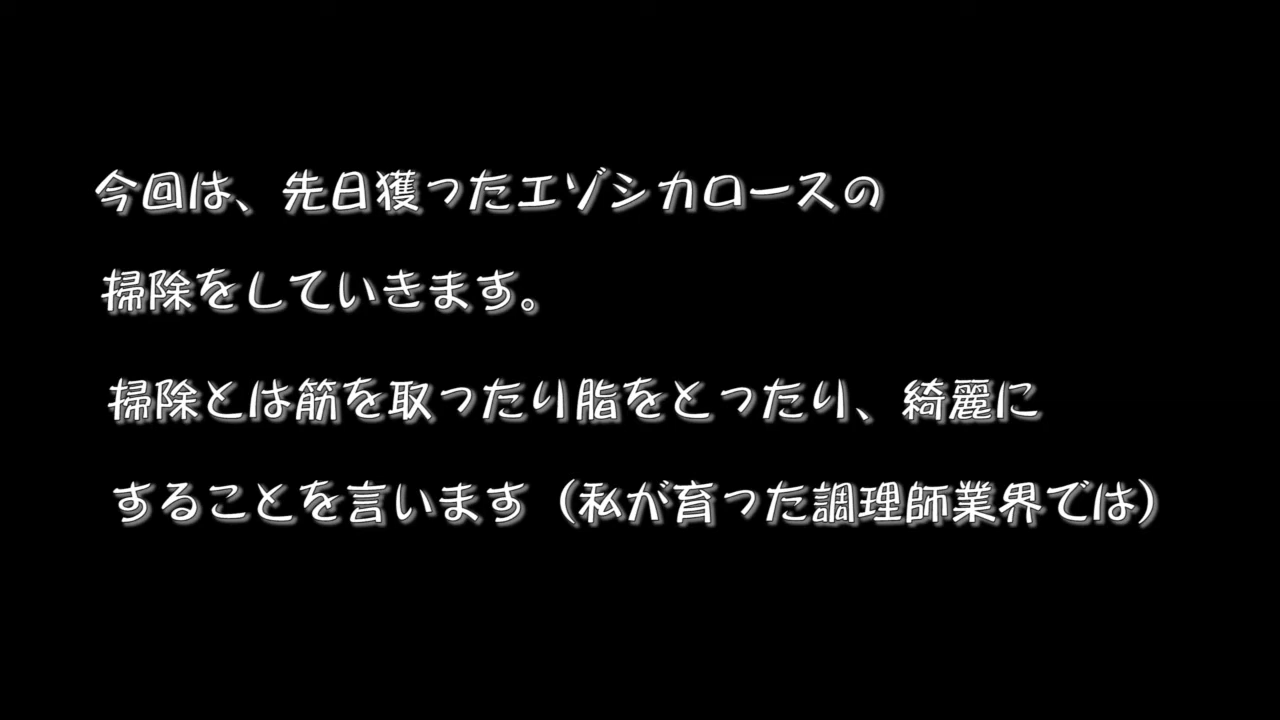 今回は、先日獲ったエゾシカロースの
掃除をしていきます。
掃除とは筋を取ったり脂をとったり、綺麗に
することを言います（私が育った調理師業界では）